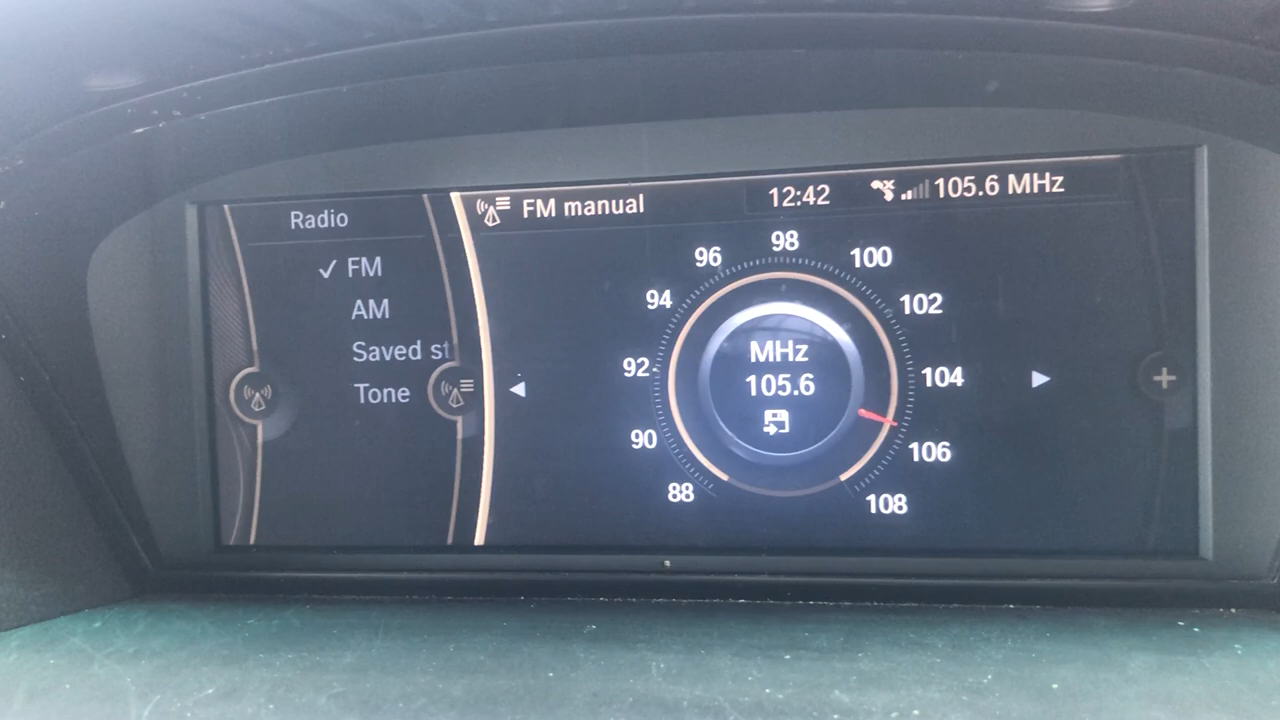 Radio
✓ FM
AM
Saved st
Tone
FM manual
12:42
105.6 MHz
88
90
92
94
96
98
100
102
104
106
108
MHz
105.6
+